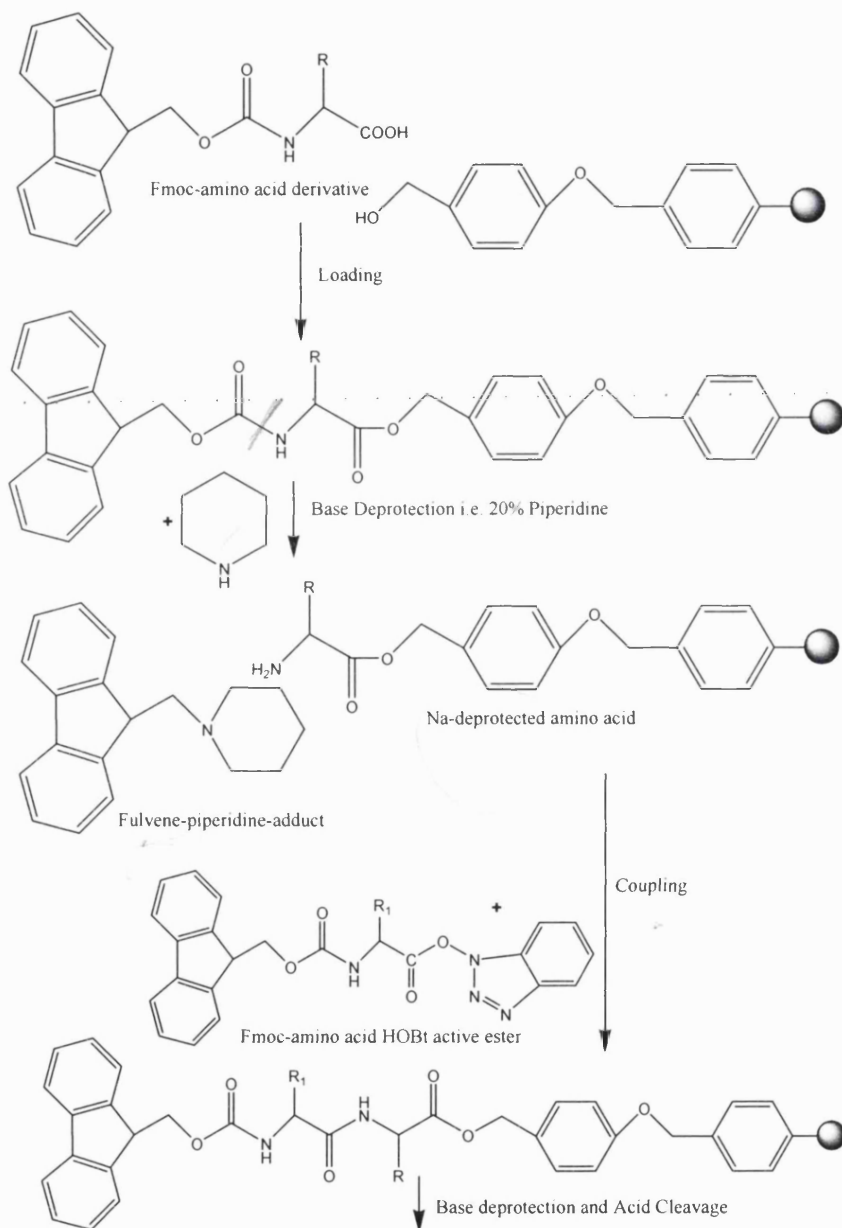 O
R
O
N
H
COOH
Fmoc-amino acid derivative
HO
O
Loading
O
R
O
N
H
O
O
O
+
N
H
Base Deprotection i.e. 20% Piperidine
R
H₂N
O
O
O
N
Na-deprotected amino acid
Fulvene-piperidine-adduct
Coupling
O
R₁
+
O
N
H
C
O
O
N
N
N
Fmoc-amino acid HOBt active ester
O
R₁
H
N
O
O
N
H
O
R
O
O
Base deprotection and Acid Cleavage